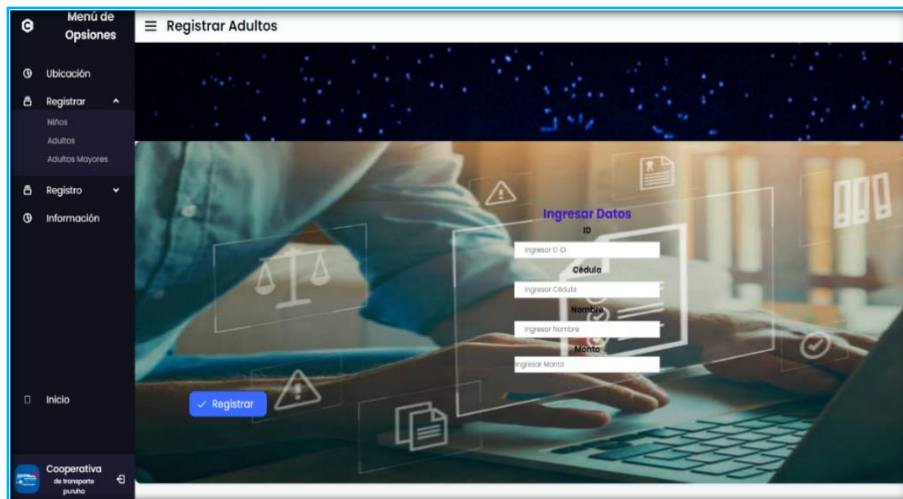 Menú de
Opsiones
Ubicación
Registrar
Niños
Adultos
Adultos Mayores
Registro
Información
Inicio
Cooperativa
de transporte
puruha
Registrar Adultos
Ingresar Datos
ID
Ingresar D ID
Cédula
Ingresar Cédula
Nombre
Ingresar Nombre
Monto
Ingresar Monto
Registrar